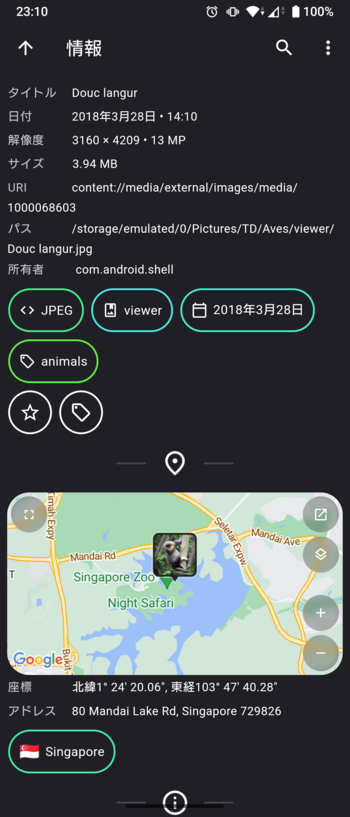 23:10
100%
情報
タイトル Douc langur
日付 2018年3月28日 • 14:10
解像度 3160 × 4209 • 13 MP
サイズ 3.94 MB
URI content://media/external/images/media/
1000068603
パス /storage/emulated/0/Pictures/TD/Aves/viewer/
Douc langur.jpg
所有者 com.android.shell
JPEG viewer 2018年3月28日
animals
Timah Expy
Seletar Expy
Mandai Ave
Mandai Rd
T
Singapore Zoo
Night Safari
Google
Bukit
座標 北緯1° 24′ 20.06″, 東経103° 47′ 40.28″
アドレス 80 Mandai Lake Rd, Singapore 729826
Singapore